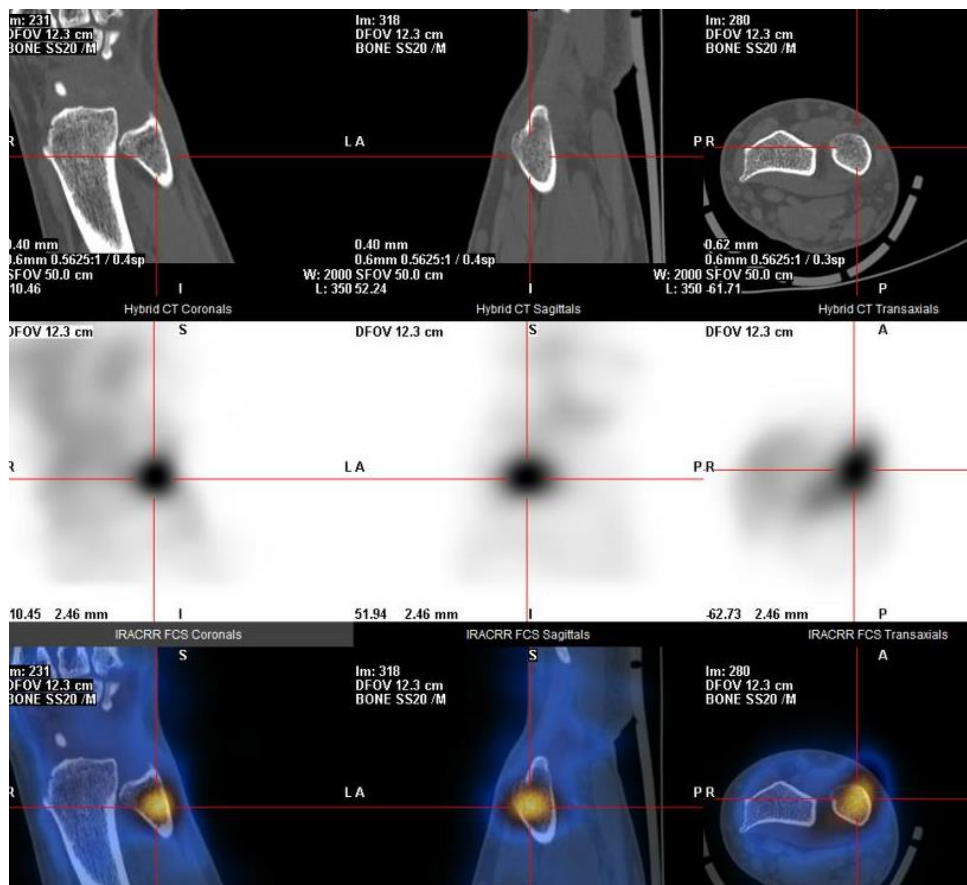 Im: 231
DFOV 12.3 cm
BONE SS20 /M
R
L
0.40 mm
0.6mm 0.5625:1 / 0.4sp
SFOV 50.0 cm
10.46
I
Im: 318
DFOV 12.3 cm
BONE SS20 /M
A
P
0.40 mm
0.6mm 0.5625:1 / 0.4sp
W: 2000 SFOV 50.0 cm
L: 350 52.24
I
Im: 280
DFOV 12.3 cm
BONE SS20 /M
R
0.62 mm
0.6mm 0.5625:1 / 0.3sp
W: 2000 SFOV 50.0 cm
L: 350 -61.71
P
Hybrid CT Coronals
Hybrid CT Sagittals
Hybrid CT Transaxials
DFOV 12.3 cm
S
R
L
10.45 2.46 mm
I
DFOV 12.3 cm
S
A
P
51.94 2.46 mm
I
DFOV 12.3 cm
A
R
-62.73 2.46 mm
P
IRACRR FCS Coronals
IRACRR FCS Sagittals
IRACRR FCS Transaxials
Im: 231
DFOV 12.3 cm
BONE SS20 /M
S
R
L
Im: 318
DFOV 12.3 cm
BONE SS20 /M
S
A
P
Im: 280
DFOV 12.3 cm
BONE SS20 /M
A
R